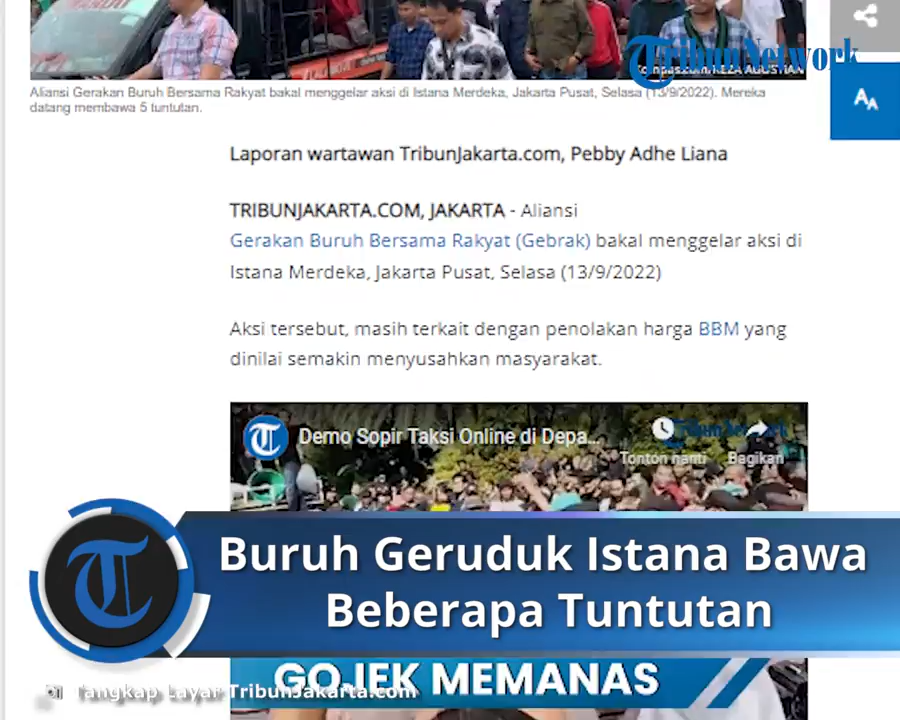 TribunNetwork
Aliansi Gerakan Buruh Bersama Rakyat bakal menggelar aksi di Istana Merdeka, Jakarta Pusat, Selasa (13/9/2022). Mereka
datang membawa 5 tuntutan.
AA
Laporan wartawan TribunJakarta.com, Pebby Adhe Liana
TRIBUNJAKARTA.COM, JAKARTA - Aliansi
Gerakan Buruh Bersama Rakyat (Gebrak) bakal menggelar aksi di
Istana Merdeka, Jakarta Pusat, Selasa (13/9/2022)
Aksi tersebut, masih terkait dengan penolakan harga BBM yang
dinilai semakin menyusahkan masyarakat.
Demo Sopir Taksi Online di Depa...
Tonton nanti Bagikan
Buruh Geruduk Istana Bawa
Beberapa Tuntutan
GOJEK MEMANAS
Tangkap Layar TribunJakarta.com